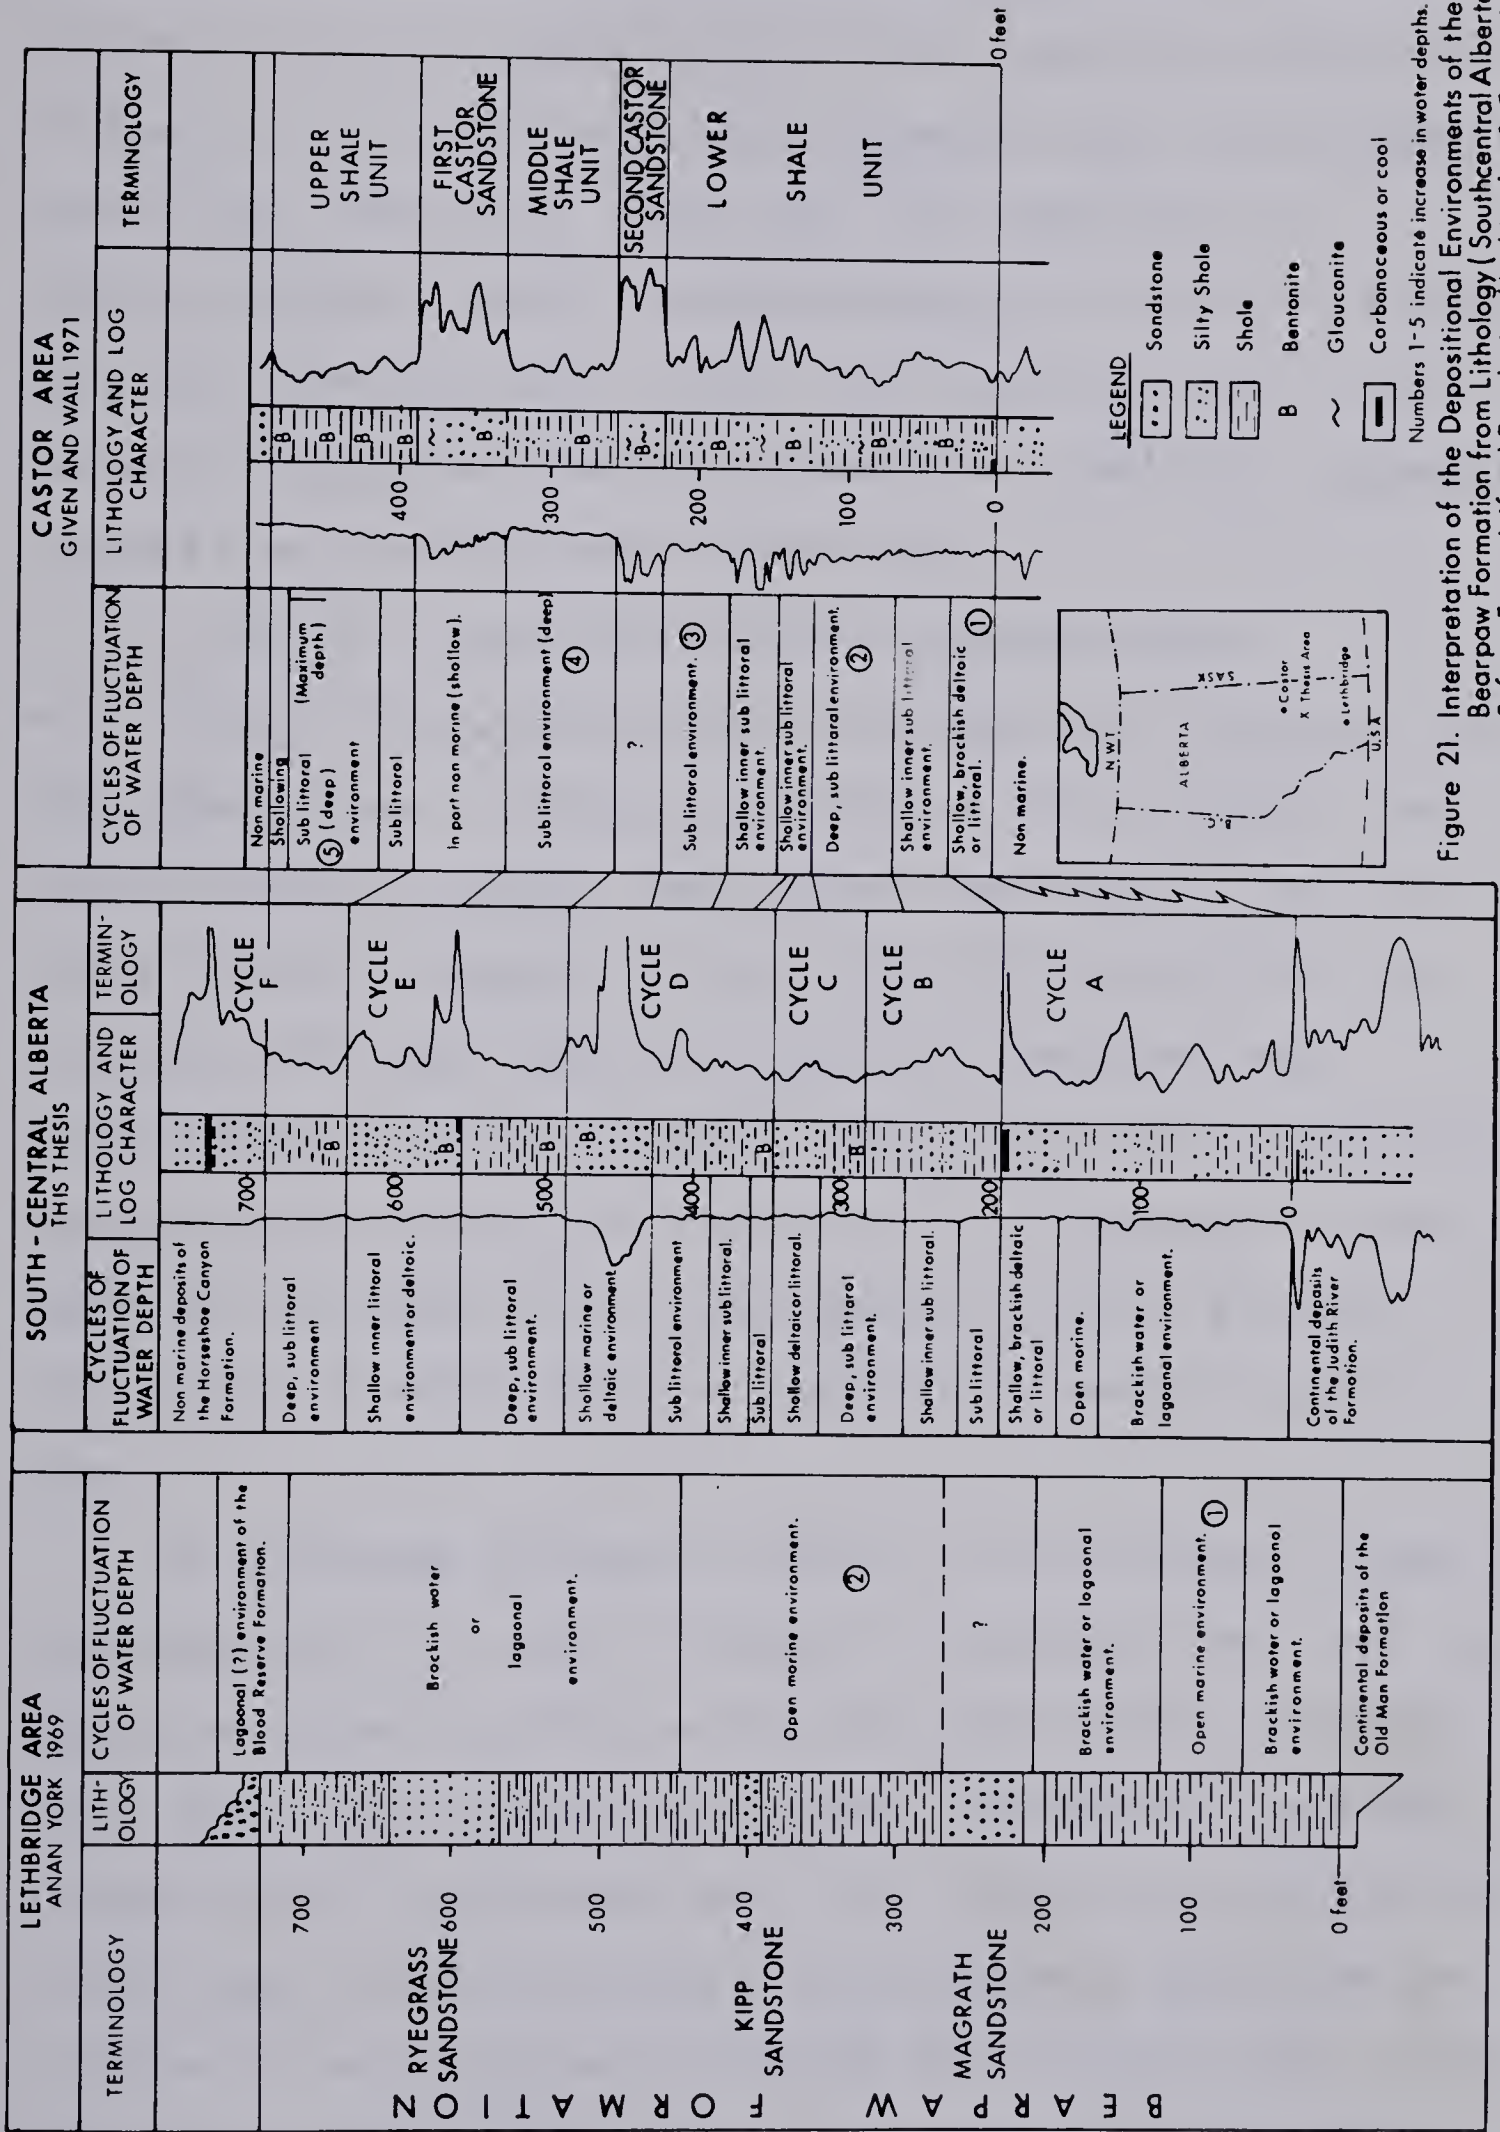 LETHBRIDGE AREA
ANAN YORK 1969
TERMINOLOGY
LITH-
OLOGY
CYCLES OF FLUCTUATION
OF WATER DEPTH
BEARPAW FORMATION
RYEGRASS
SANDSTONE
KIPP
SANDSTONE
MAGRATH
SANDSTONE
700
600
500
400
300
200
100
0 feet
Lagoonal (?) environment of the
Blood Reserve Formation.
Brackish water
or
lagoonal
environment.
Open marine environment.
2
?
Brackish water or lagoonal
environment.
Open marine environment.
1
Brackish water or lagoonal
environment.
Continental deposits of the
Old Man Formation
SOUTH-CENTRAL ALBERTA
THIS THESIS
CYCLES OF
FLUCTUATION OF
WATER DEPTH
LITHOLOGY AND
LOG CHARACTER
TERMIN-
OLOGY
Non marine deposits of
the Horseshoe Canyon
Formation.
Deep, sub littoral
environment
Shallow inner littoral
environment or deltaic.
Deep, sub littoral
environment.
Shallow marine or
deltaic environment
Sub littoral environment
Shallow inner sub littoral.
Sub littoral
Shallow deltaic or littoral.
Deep, sub littoral
environment.
Shallow inner sub littoral.
Sub littoral
Shallow, brackish deltaic
or littoral
Open marine.
Brackish water or
lagoonal environment.
Continental deposits
of the Judith River
Formation.
700
600
500
400
300
200
100
0
B
B
B
B
B
B
CYCLE
F
CYCLE
E
CYCLE
D
CYCLE
C
CYCLE
B
CYCLE
A
CASTOR AREA
GIVEN AND WALL 1971
CYCLES OF FLUCTUATION
OF WATER DEPTH
LITHOLOGY AND LOG
CHARACTER
TERMINOLOGY
Non marine
Shallowing
Sub littoral
(Maximum
depth)
5 (deep)
environment
Sub littoral
In part non marine (shallow).
Sub littoral environment (deep)
4
?
Sub littoral environment. 3
Shallow inner sub littoral
environment.
Shallow inner sub littoral
environment.
Deep, sub littoral environment.
2
Shallow inner sub littoral
environment.
Shallow, brackish deltaic 1
or littoral.
Non marine.
400
300
200
100
0
B
B
B
B
B
B
B
B
B
B
B
UPPER
SHALE
UNIT
FIRST
CASTOR
SANDSTONE
MIDDLE
SHALE
UNIT
SECOND CASTOR
SANDSTONE
LOWER
SHALE
UNIT
0 feet
N W T
ALBERTA
SASK
B.C.
Castor
X Thesis Area
Lethbridge
U.S A
LEGEND
Sandstone
Silty Shale
Shale
B Bentonite
~ Glauconite
Carbonaceous or coal
Numbers 1-5 indicate increase in water depths.
Figure 21. Interpretation of the Depositional Environments of the
Bearpaw Formation from Lithology (Southcentral Alberta